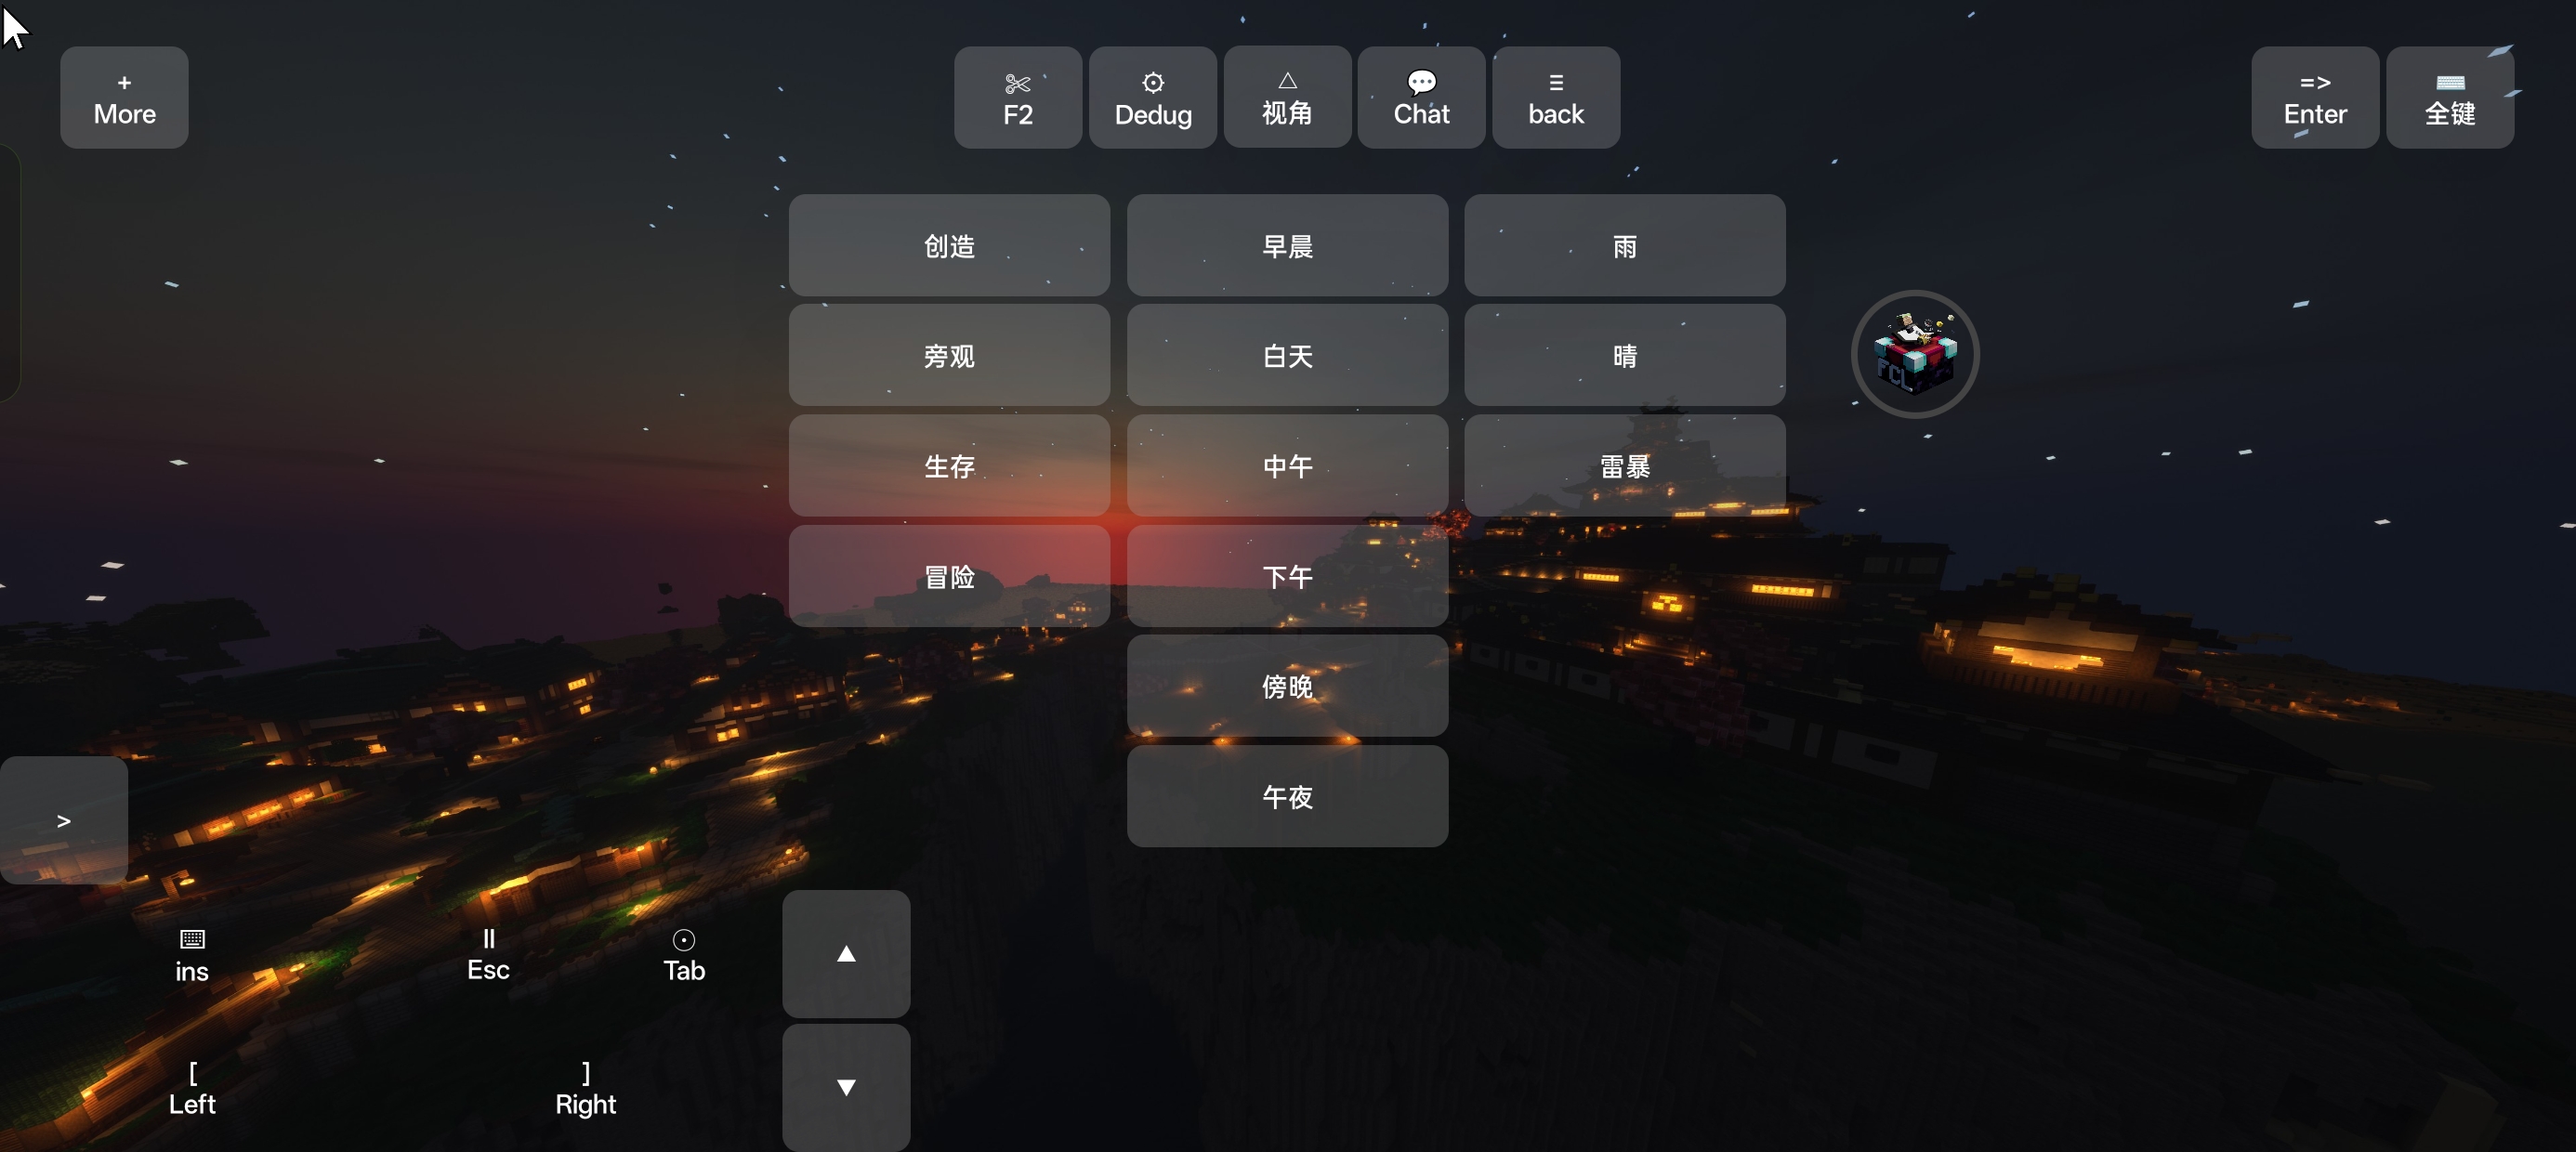 +
More
✂
F2
Dedug
△
视角
Chat
☰
back
=>
Enter
全键
创造
早晨
雨
旁观
白天
晴
FCL
生存
中午
雷暴
冒险
下午
傍晚
午夜
>
ins
||
Esc
⊙
Tab
▲
[
Left
]
Right
▼